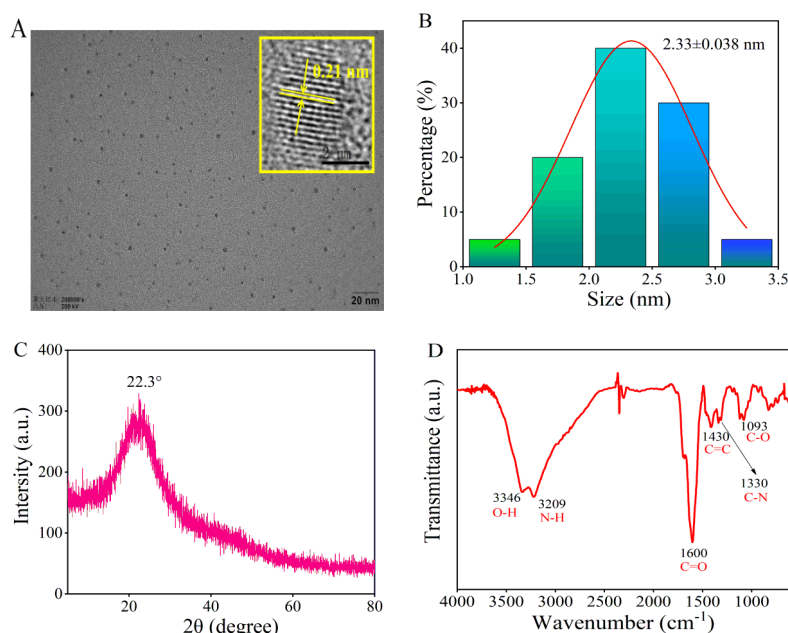 A
0.21 nm
2 nm
200 kV
20 nm
B
2.33±0.038 nm
Percentage (%)
40
30
20
10
0
1.0 1.5 2.0 2.5 3.0 3.5
Size (nm)
C
22.3°
Intersity (a.u.)
400
300
200
100
0
20 40 60 80
2θ (degree)
D
Transmittance (a.u.)
3346
O-H
3209
N-H
1600
C=O
1430
C=C
1093
C-O
1330
C-N
4000 3000 2000 1000
Wavenumber (cm⁻¹)